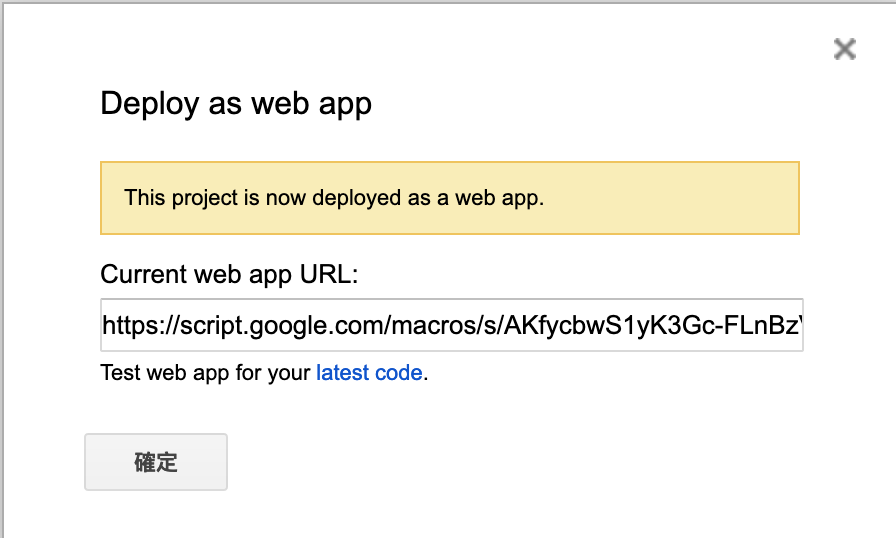 Deploy as web app
This project is now deployed as a web app.
Current web app URL:
https://script.google.com/macros/s/AKfycbwS1yK3Gc-FLnBz
Test web app for your latest code.
確定